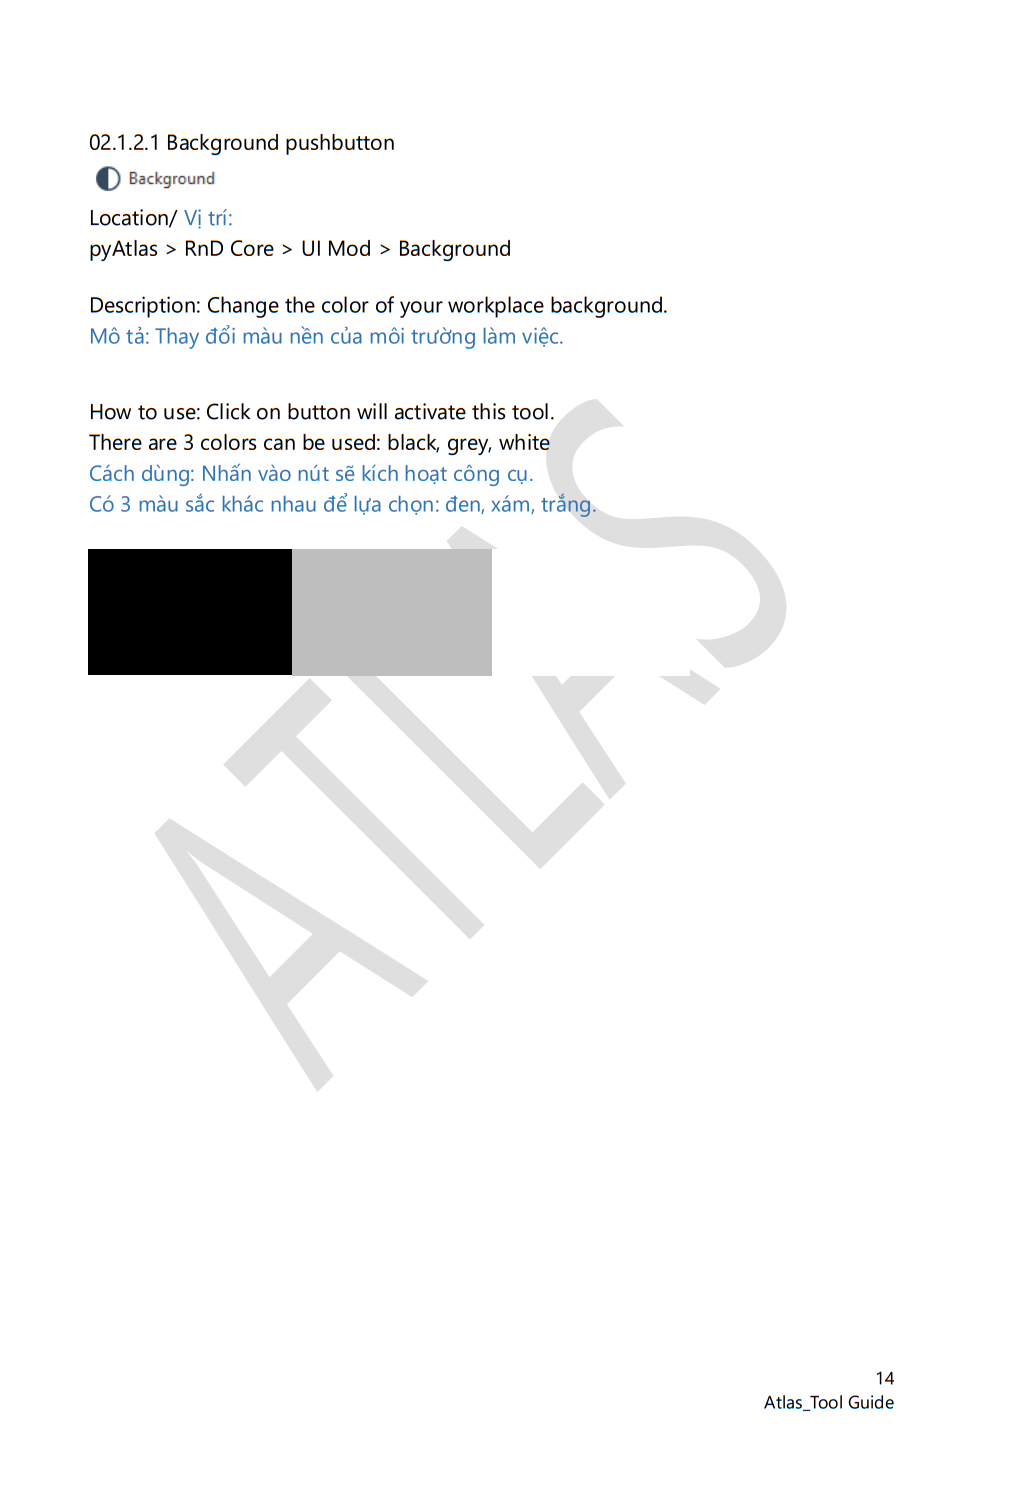 02.1.2.1 Background pushbutton
Background
Location/ Vị trí:
pyAtlas > RnD Core > UI Mod > Background
Description: Change the color of your workplace background.
Mô tả: Thay đổi màu nền của môi trường làm việc.
How to use: Click on button will activate this tool.
There are 3 colors can be used: black, grey, white
Cách dùng: Nhấn vào nút sẽ kích hoạt công cụ.
Có 3 màu sắc khác nhau để lựa chọn: đen, xám, trắng.
ATLAS
14
Atlas_Tool Guide